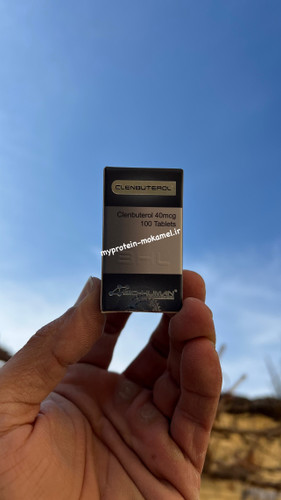 CLENBUTEROL
Clenbuterol 40mcg
100 Tablets
myprotein-mokamel.ir